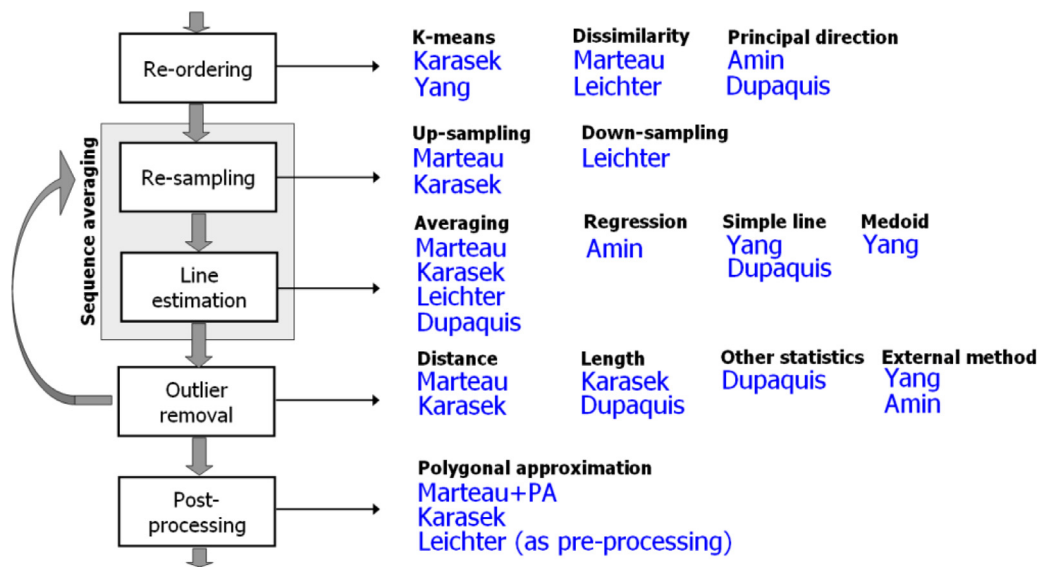 Re-ordering
K-means
Karasek
Yang
Dissimilarity
Marteau
Leichter
Principal direction
Amin
Dupaquis
Sequence averaging
Re-sampling
Up-sampling
Marteau
Karasek
Down-sampling
Leichter
Line
estimation
Averaging
Marteau
Karasek
Leichter
Dupaquis
Regression
Amin
Simple line
Yang
Dupaquis
Medoid
Yang
Outlier
removal
Distance
Marteau
Karasek
Length
Karasek
Dupaquis
Other statistics
Dupaquis
External method
Yang
Amin
Post-
processing
Polygonal approximation
Marteau+PA
Karasek
Leichter (as pre-processing)